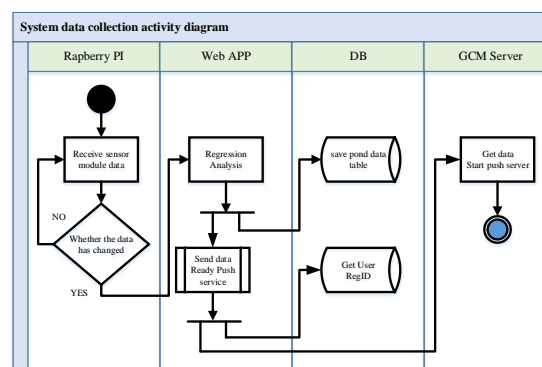 System data collection activity diagram
Rapberry PI
Web APP
DB
GCM Server
Receive sensor
module data
Regression
Analysis
save pond data
table
Get data
Start push server
NO
Whether the data
has changed
YES
Send data
Ready Push
service
Get User
RegID